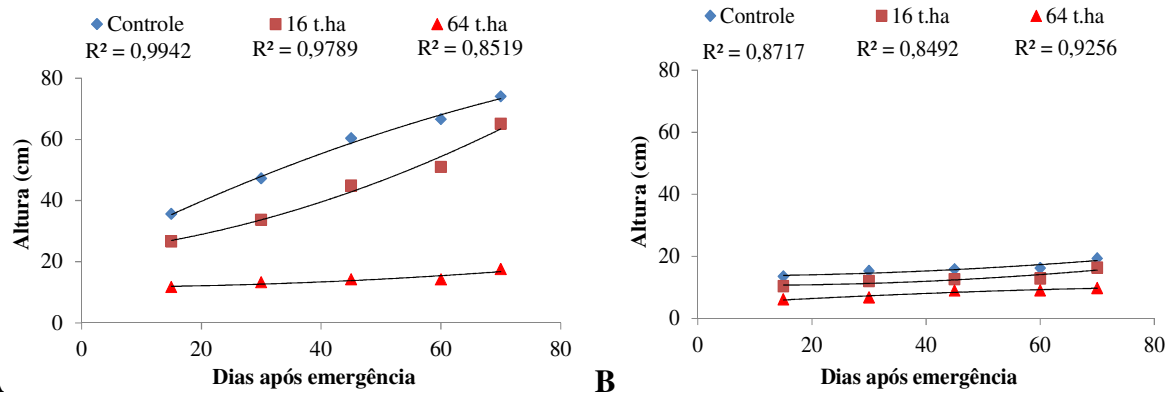 Controle 16 t.ha 64 t.ha
R² = 0,9942 R² = 0,9789 R² = 0,8519
80
60
40
20
0
0 20 40 60 80
Altura (cm)
Dias após emergência
Controle 16 t.ha 64 t.ha
R² = 0,8717 R² = 0,8492 R² = 0,9256
80
60
40
20
0
0 20 40 60 80
Altura (cm)
Dias após emergência
B